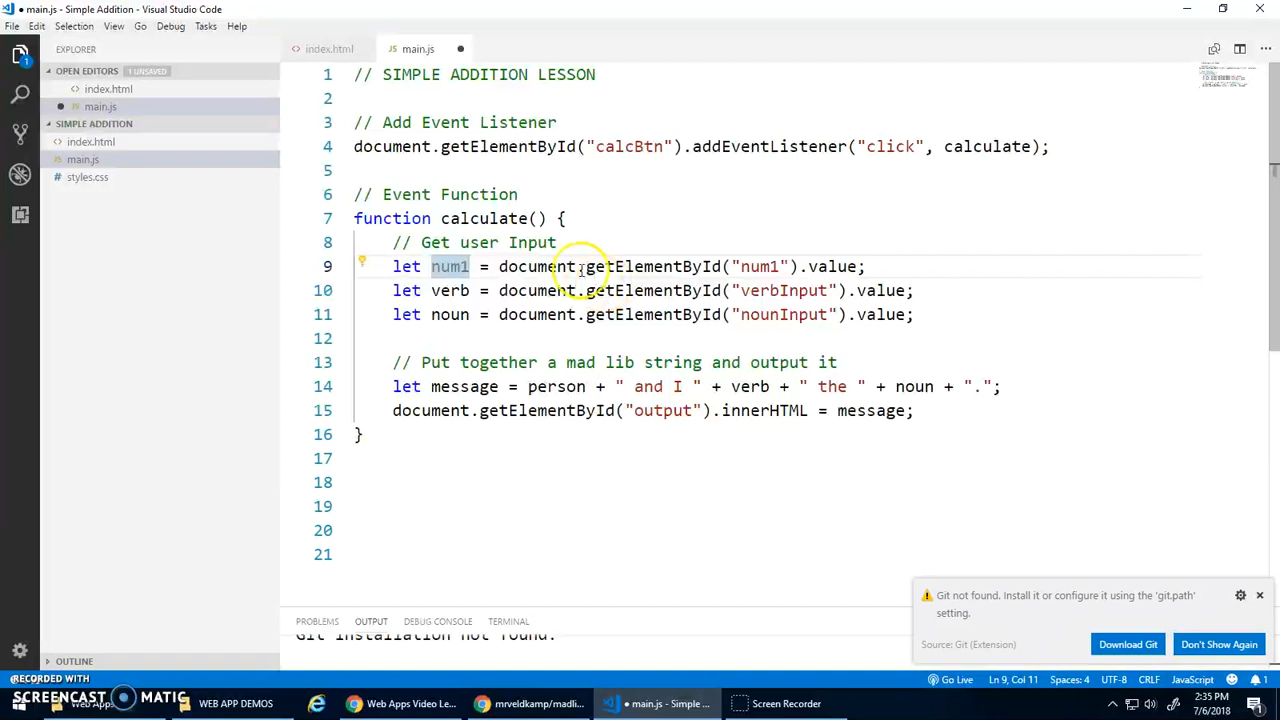 main.js - Simple Addition - Visual Studio Code
File Edit Selection View Go Debug Tasks Help
EXPLORER
OPEN EDITORS 1 UNSAVED
index.html
main.js
SIMPLE ADDITION
index.html
main.js
styles.css
OUTLINE
index.html main.js
1 // SIMPLE ADDITION LESSON
2
3 // Add Event Listener
4 document.getElementById("calcBtn").addEventListener("click", calculate);
5
6 // Event Function
7 function calculate() {
8 // Get user Input
9 let num1 = document.getElementById("num1").value;
10 let verb = document.getElementById("verbInput").value;
11 let noun = document.getElementById("nounInput").value;
12
13 // Put together a mad lib string and output it
14 let message = person + " and I " + verb + " the " + noun + ".";
15 document.getElementById("output").innerHTML = message;
16 }
17
18
19
20
21
PROBLEMS OUTPUT DEBUG CONSOLE TERMINAL
Git installation not found.
Git not found. Install it or configure it using the 'git.path'
setting.
Source: Git (Extension) Download Git Don't Show Again
Go Live Ln 9, Col 11 Spaces: 4 UTF-8 CRLF JavaScript 1
RECORDED WITH
SCREENCAST MATIC
WEB APP DEMOS Web Apps Video Le... mrveldkamp/madli... main.js - Simple ... Screen Recorder
2:35 PM
7/6/2018
1